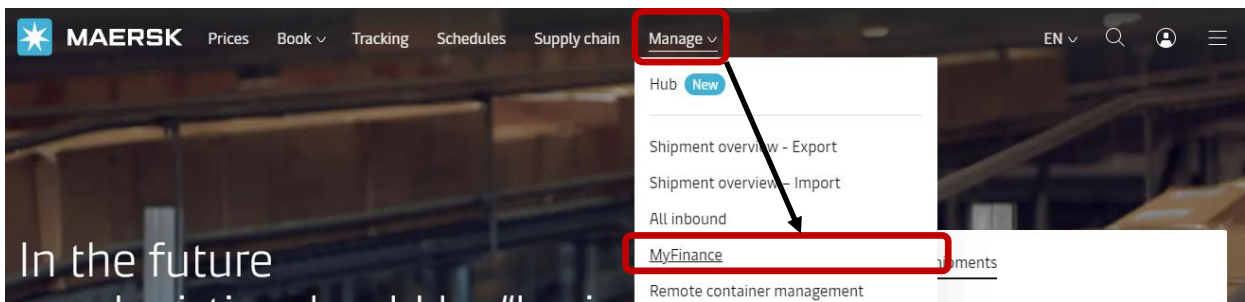 MAERSK Prices Book Tracking Schedules Supply chain Manage EN
Hub New
Shipment overview - Export
Shipment overview – Import
All inbound
In the future
MyFinance
Remote container management